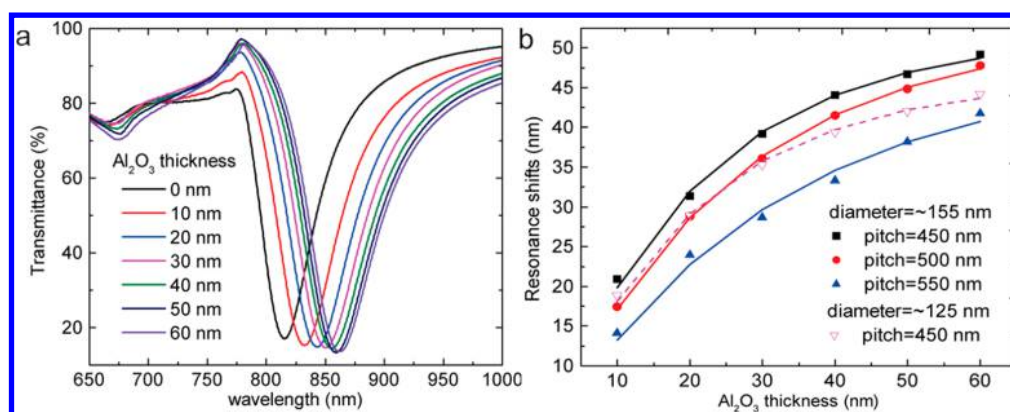 a
Transmittance (%)
100
80
60
40
20
Al₂O₃ thickness
0 nm
10 nm
20 nm
30 nm
40 nm
50 nm
60 nm
650 700 750 800 850 900 950 1000
wavelength (nm)
b
Resonance shifts (nm)
50
45
40
35
30
25
20
15
10
diameter=~155 nm
pitch=450 nm
pitch=500 nm
pitch=550 nm
diameter=~125 nm
pitch=450 nm
10 20 30 40 50 60
Al₂O₃ thickness (nm)